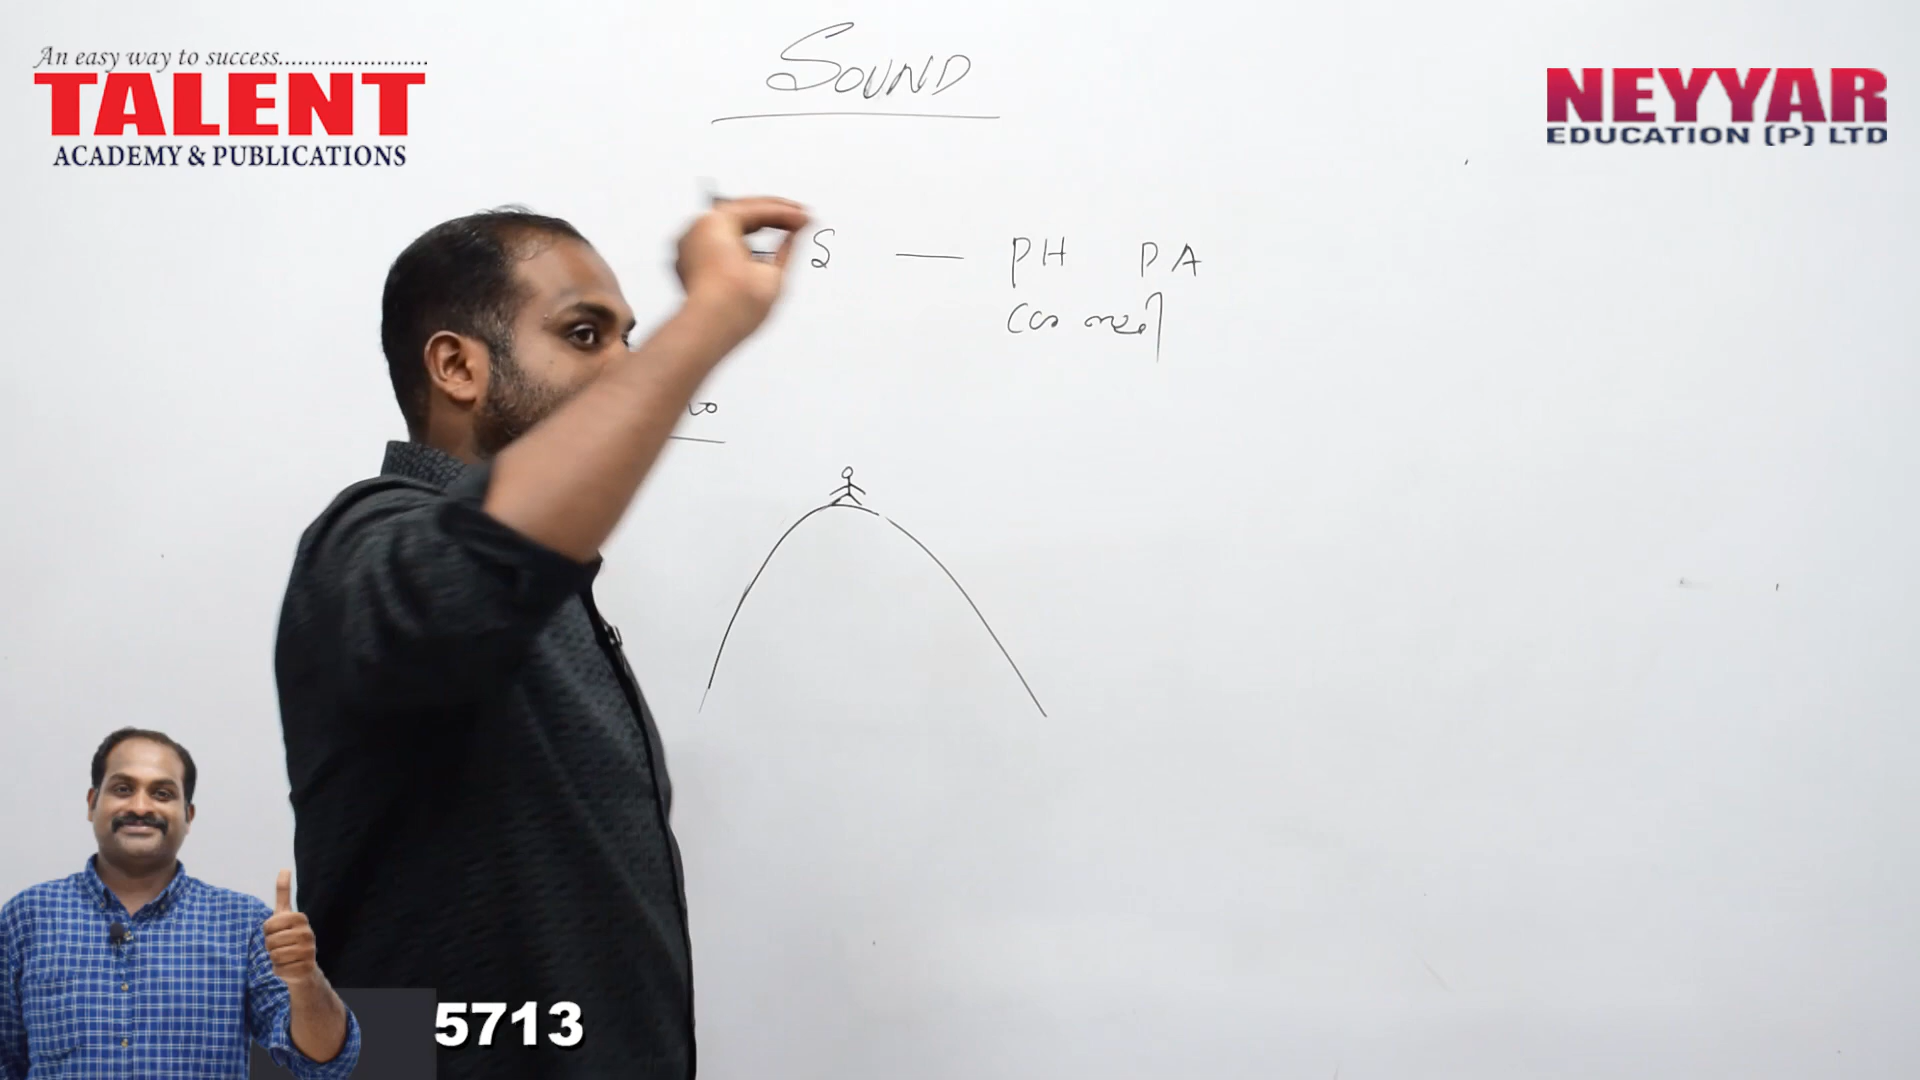 An easy way to success.......................
TALENT
ACADEMY & PUBLICATIONS
SOUND
NEYYAR
EDUCATION (P) LTD
S — PH PA
5713